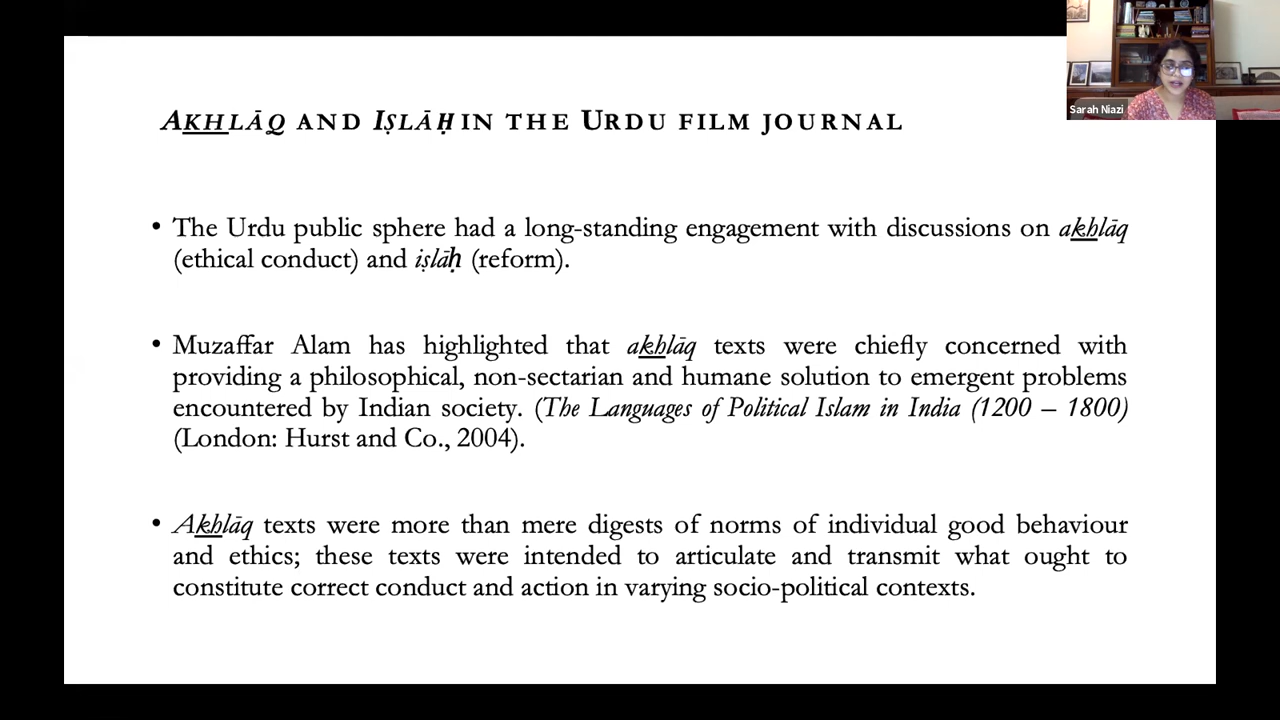 AKHLĀQ AND IṢLĀḤ IN THE URDU FILM JOURNAL
Sarah Niazi
• The Urdu public sphere had a long-standing engagement with discussions on akhlāq
(ethical conduct) and iṣlāḥ (reform).
• Muzaffar Alam has highlighted that akhlāq texts were chiefly concerned with
providing a philosophical, non-sectarian and humane solution to emergent problems
encountered by Indian society. (The Languages of Political Islam in India (1200 – 1800)
(London: Hurst and Co., 2004).
• Akhlāq texts were more than mere digests of norms of individual good behaviour
and ethics; these texts were intended to articulate and transmit what ought to
constitute correct conduct and action in varying socio-political contexts.